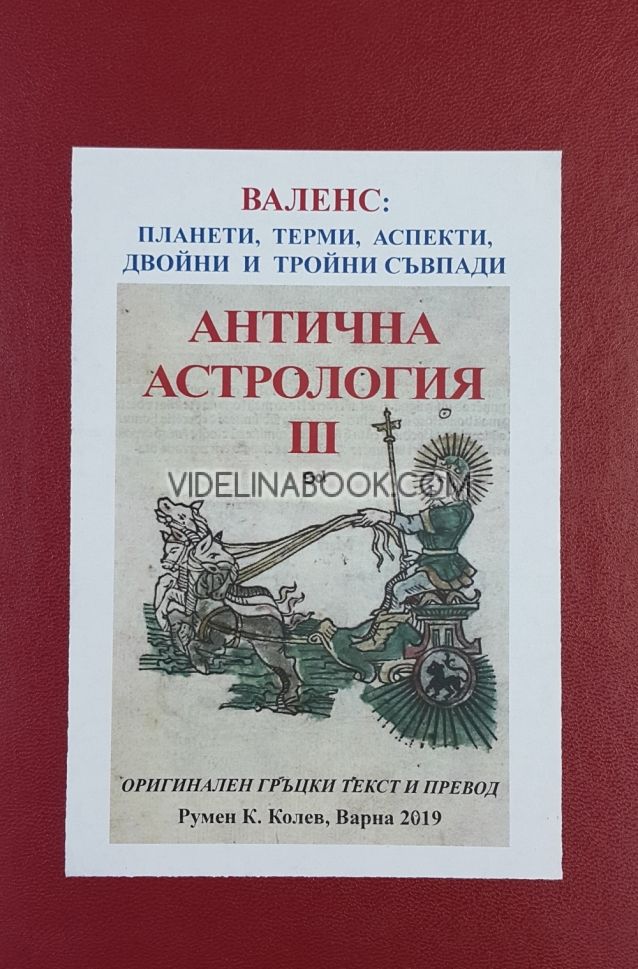 ВАЛЕНС:
ПЛАНЕТИ, ТЕРМИ, АСПЕКТИ,
ДВОЙНИ И ТРОЙНИ СЪВПАДИ
АНТИЧНА
АСТРОЛОГИЯ
III
VIDELINABOOK.COM
ОРИГИНАЛЕН ГРЪЦКИ ТЕКСТ И ПРЕВОД
Румен К. Колев, Варна 2019